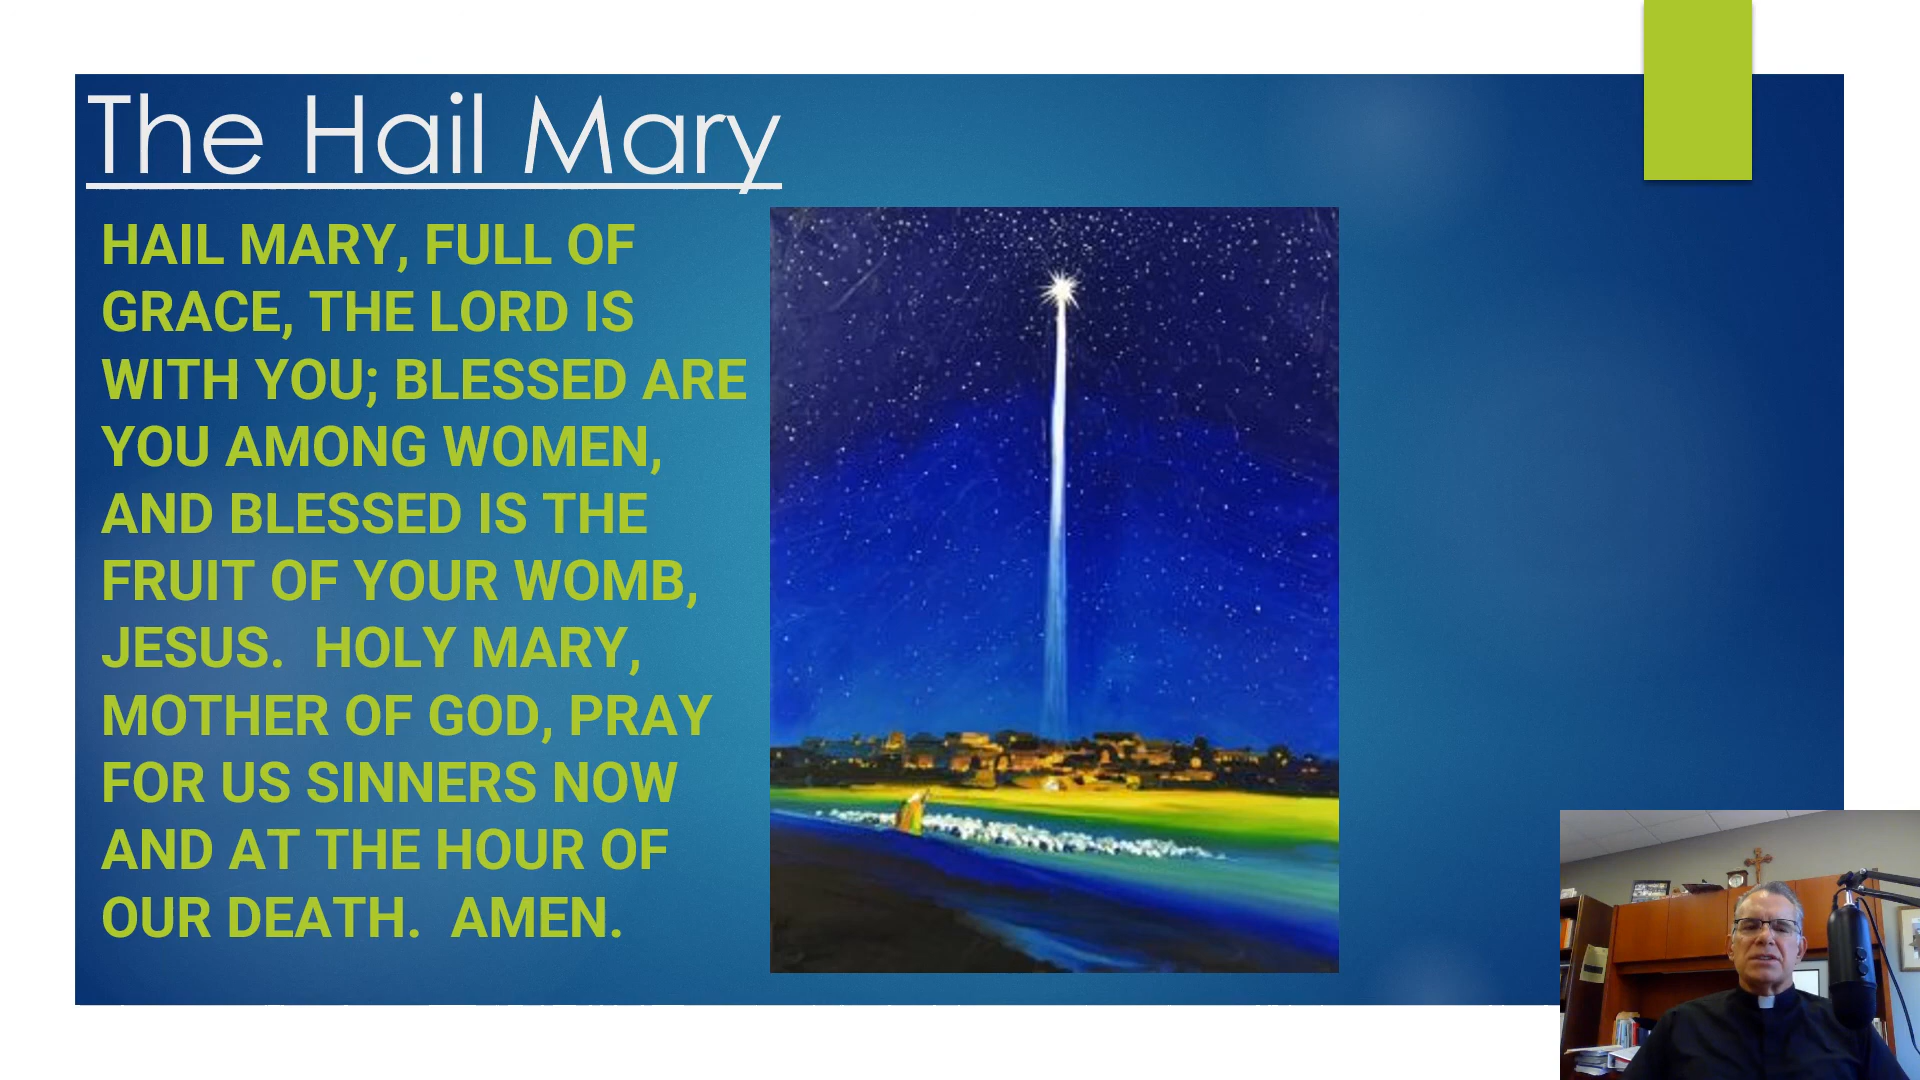 The Hail Mary
HAIL MARY, FULL OF
GRACE, THE LORD IS
WITH YOU; BLESSED ARE
YOU AMONG WOMEN,
AND BLESSED IS THE
FRUIT OF YOUR WOMB,
JESUS.  HOLY MARY,
MOTHER OF GOD, PRAY
FOR US SINNERS NOW
AND AT THE HOUR OF
OUR DEATH.  AMEN.